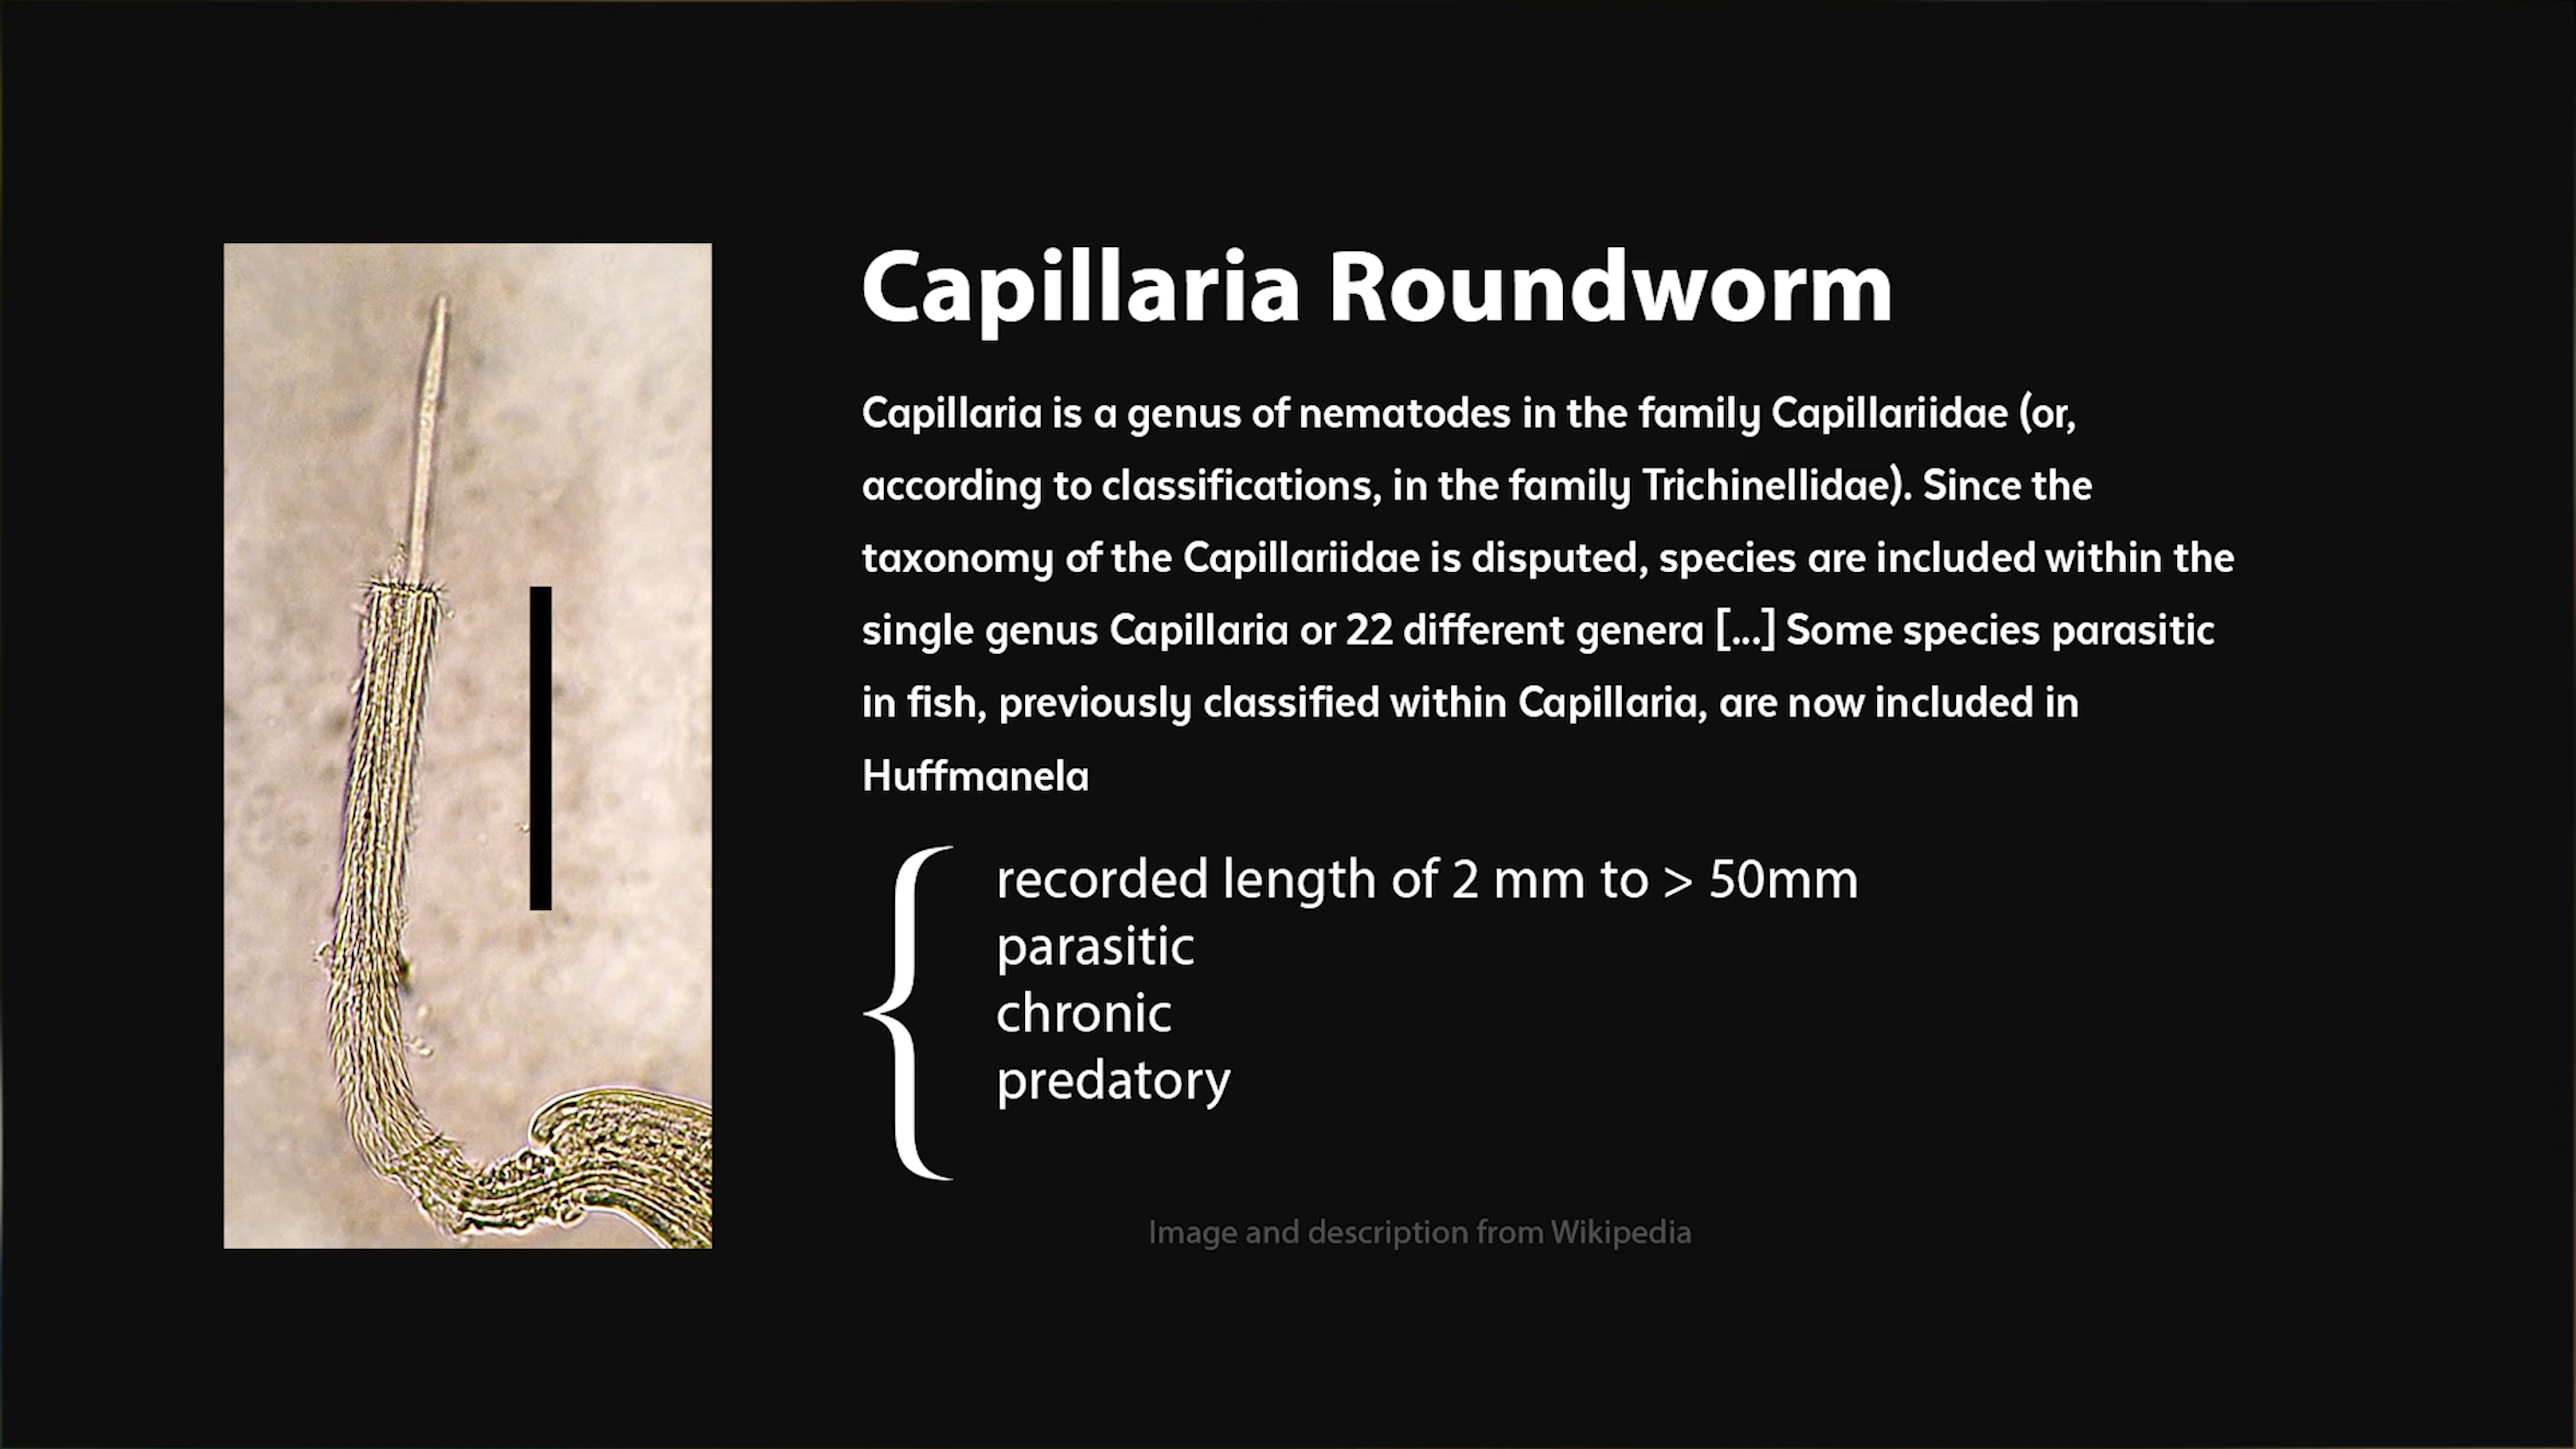 Capillaria Roundworm
Capillaria is a genus of nematodes in the family Capillariidae (or,
according to classifications, in the family Trichinellidae). Since the
taxonomy of the Capillariidae is disputed, species are included within the
single genus Capillaria or 22 different genera [...] Some species parasitic
in fish, previously classified within Capillaria, are now included in
Huffmanela
recorded length of 2 mm to > 50mm
parasitic
chronic
predatory
Image and description from Wikipedia